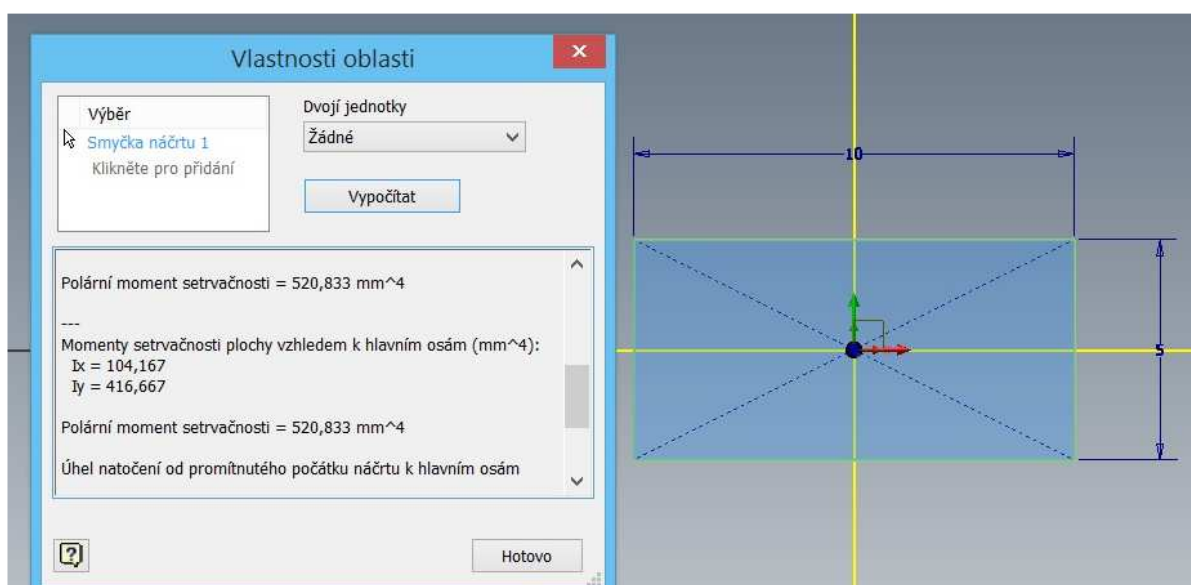 Vlastnosti oblasti
Výběr
Smyčka náčrtu 1
Klikněte pro přidání
Dvojí jednotky
Žádné
Vypočítat
Polární moment setrvačnosti = 520,833 mm^4
---
Momenty setrvačnosti plochy vzhledem k hlavním osám (mm^4):
Ix = 104,167
Iy = 416,667
Polární moment setrvačnosti = 520,833 mm^4
Úhel natočení od promítnutého počátku náčrtu k hlavním osám
Hotovo
10
5